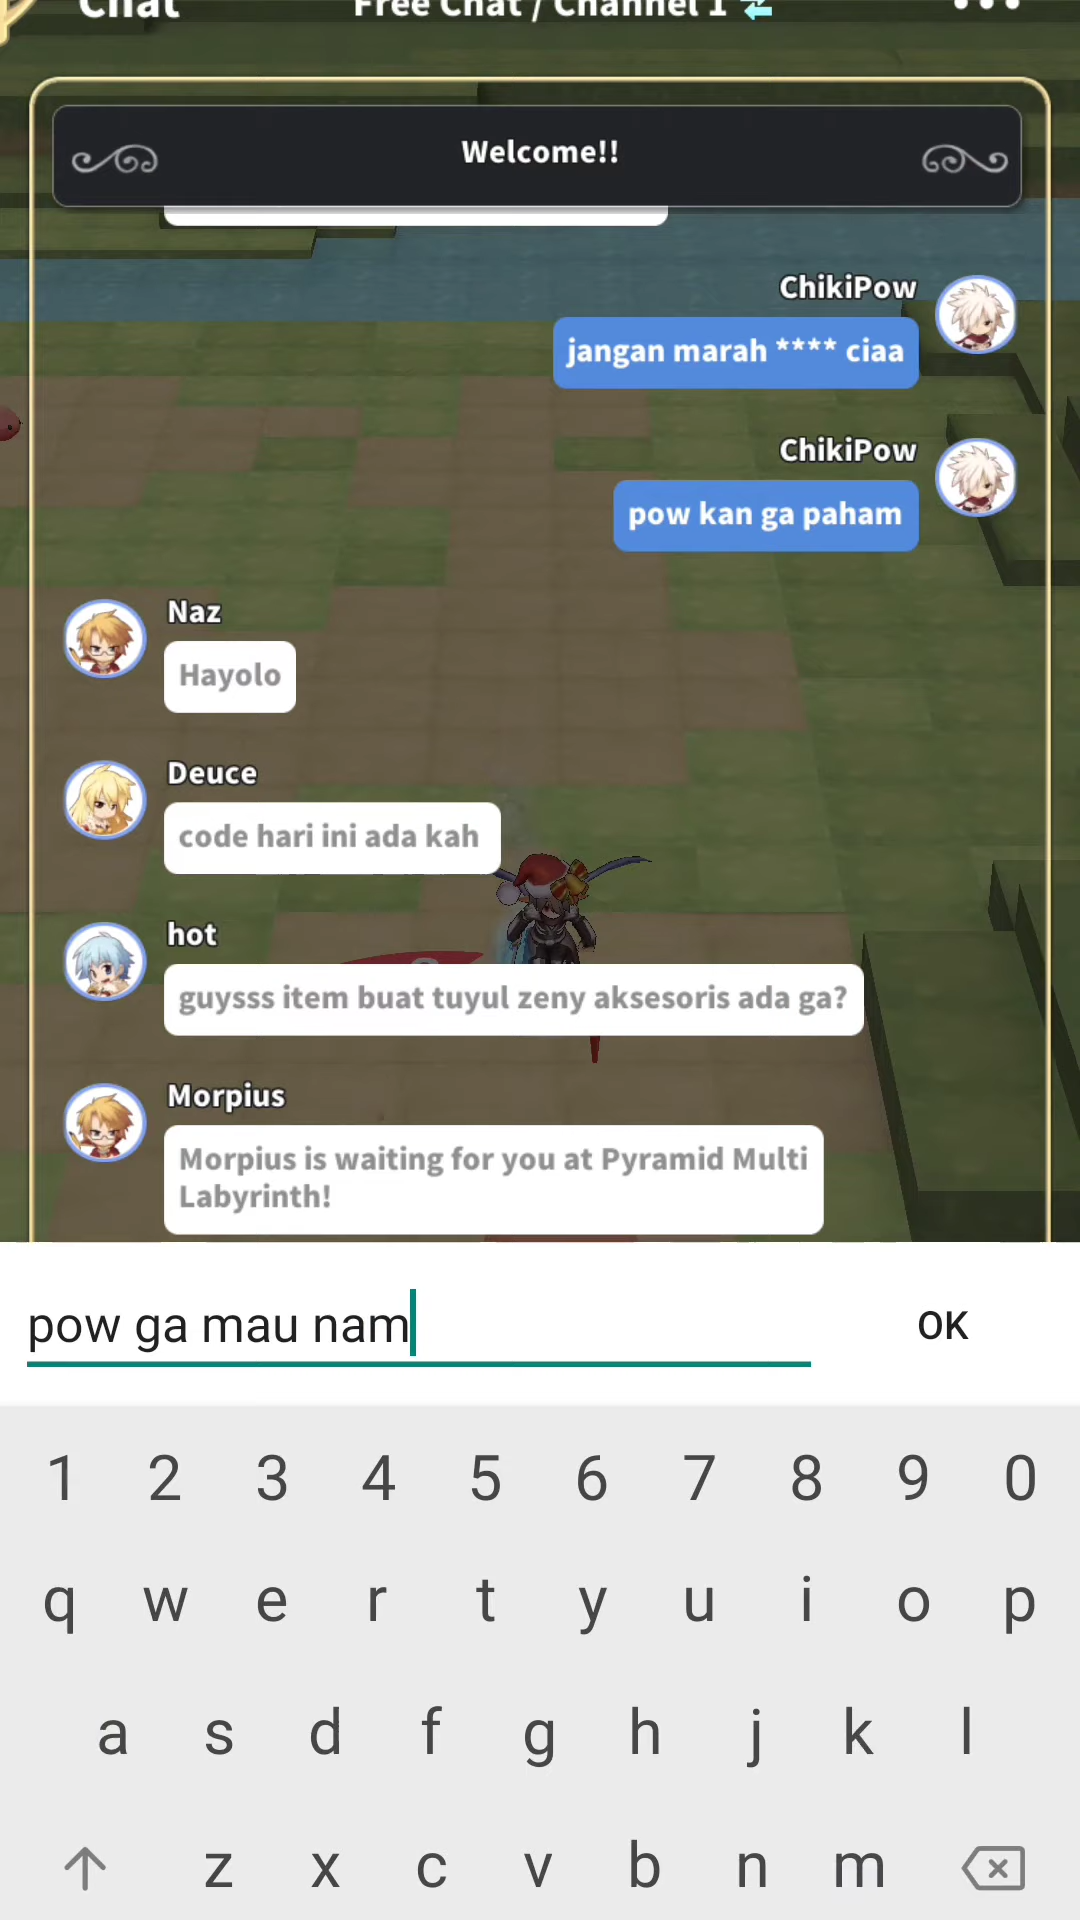 Chat
Free Chat / Channel 1
Welcome!!
ChikiPow
jangan marah **** ciaa
ChikiPow
pow kan ga paham
Naz
Hayolo
Deuce
code hari ini ada kah
hot
guysss item buat tuyul zeny aksesoris ada ga?
Morpius
Morpius is waiting for you at Pyramid Multi
Labyrinth!
pow ga mau nam
OK
1 2 3 4 5 6 7 8 9 0
q w e r t y u i o p
a s d f g h j k l
z x c v b n m